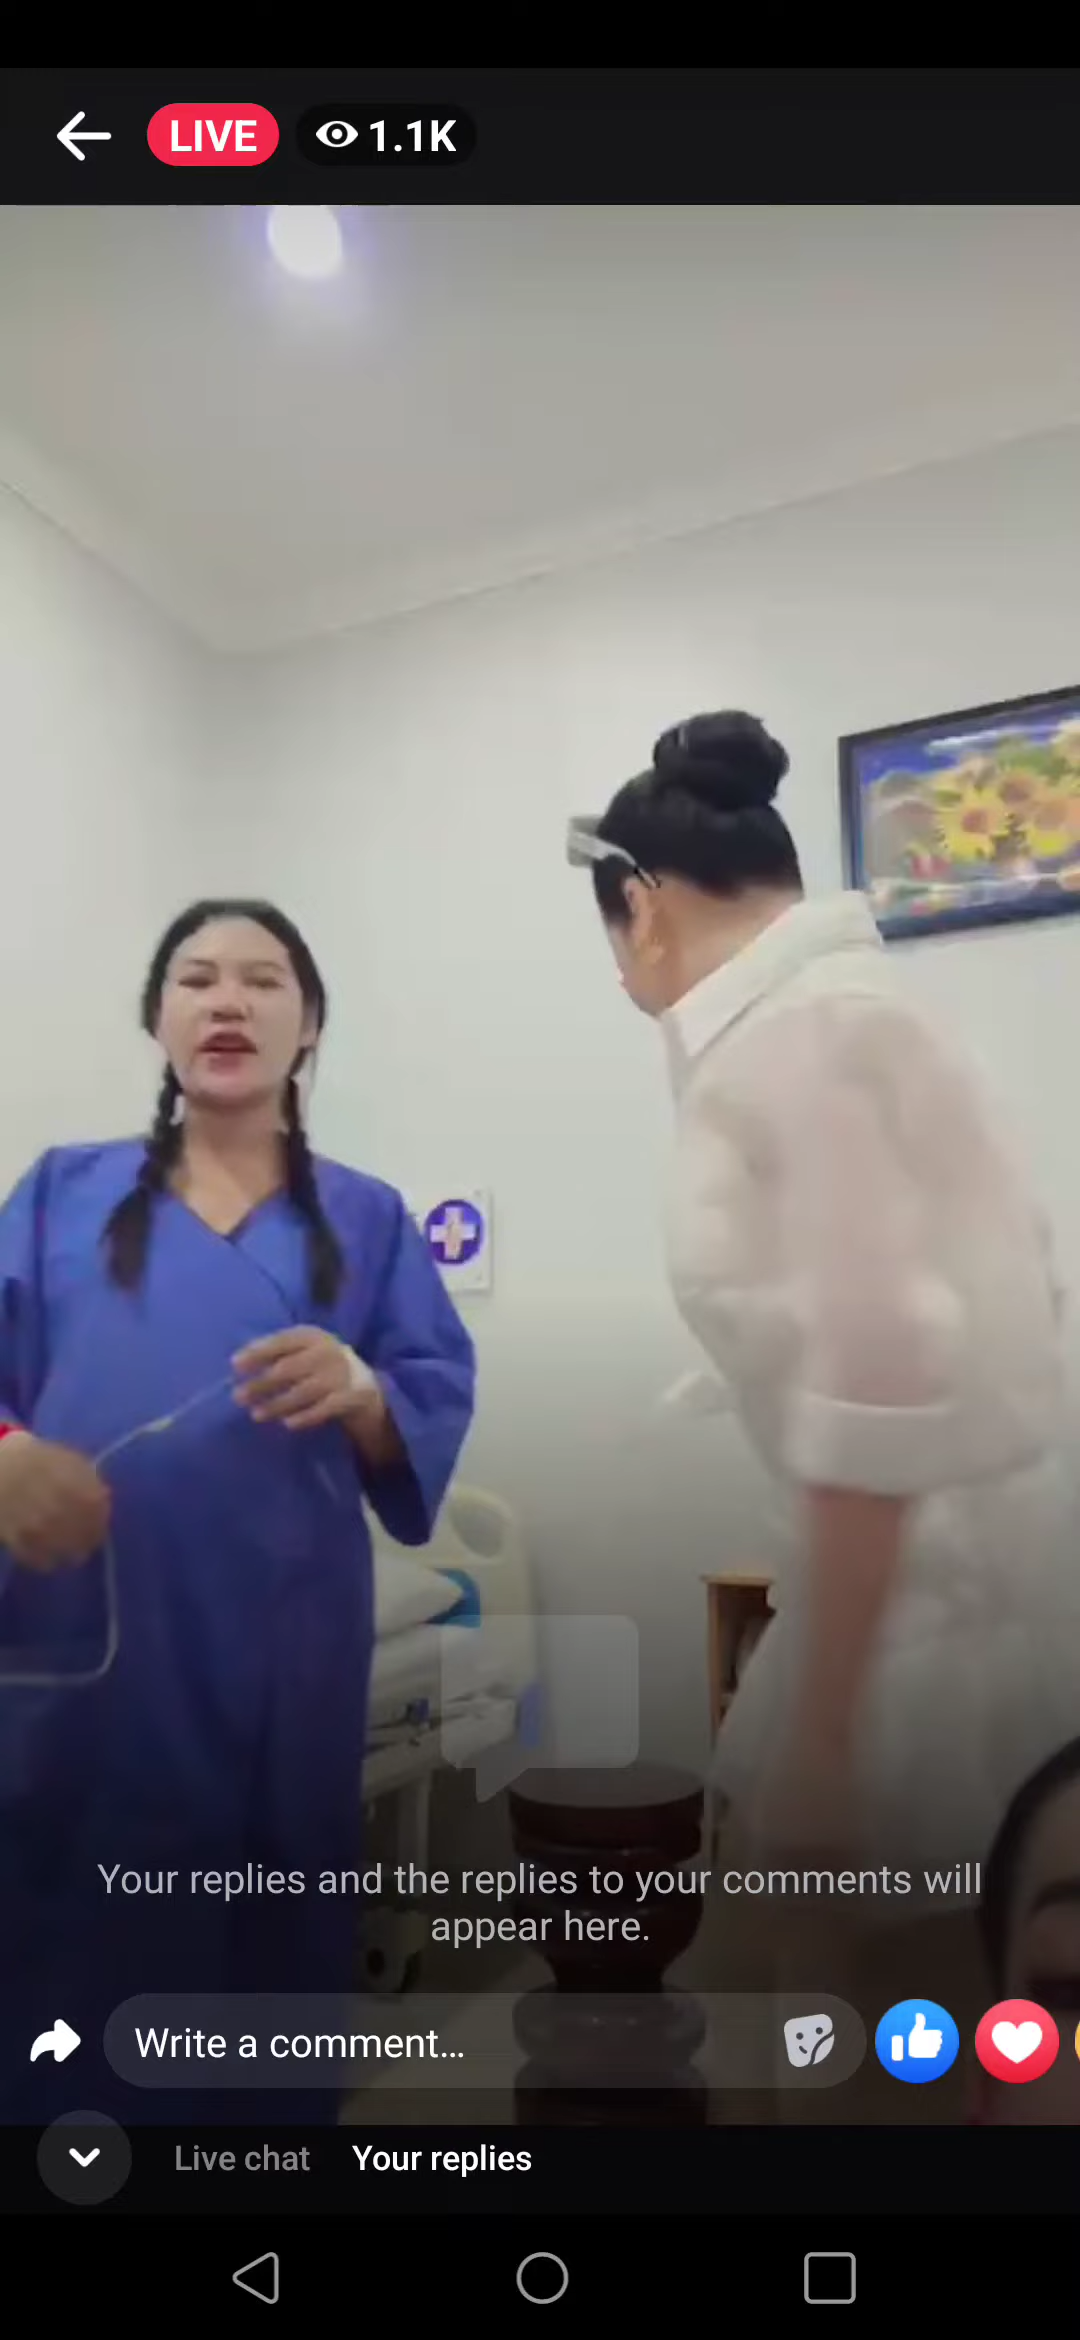 LIVE 1.1K
Your replies and the replies to your comments will
appear here.
Write a comment...
Live chat Your replies